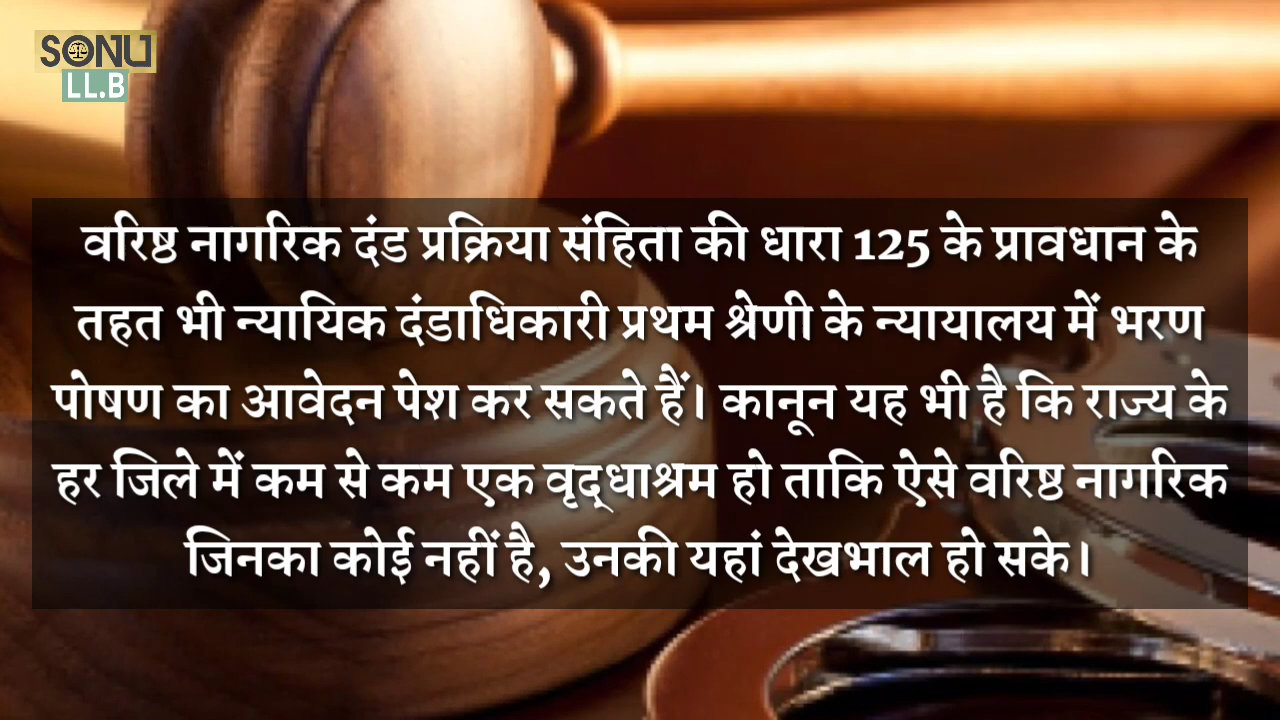 SONU
LL.B
वरिष्ठ नागरिक दंड प्रक्रिया संहिता की धारा 125 के प्रावधान के
तहत भी न्यायिक दंडाधिकारी प्रथम श्रेणी के न्यायालय में भरण
पोषण का आवेदन पेश कर सकते हैं। कानून यह भी है कि राज्य के
हर जिले में कम से कम एक वृद्धाश्रम हो ताकि ऐसे वरिष्ठ नागरिक
जिनका कोई नहीं है, उनकी यहां देखभाल हो सके।